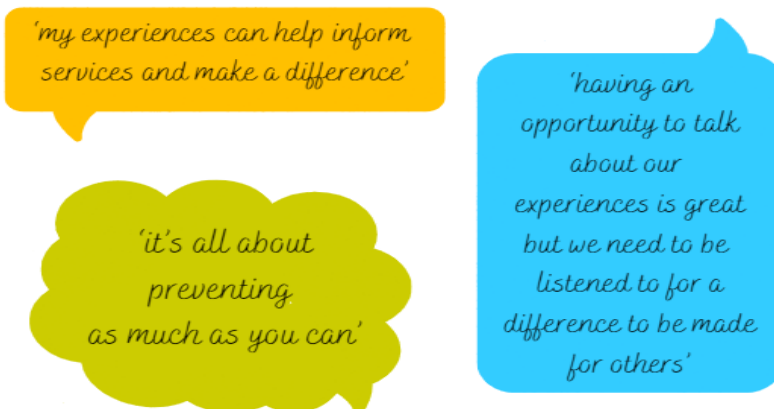 ‘my experiences can help inform
services and make a difference’
‘having an
opportunity to talk
about our
experiences is great
but we need to be
listened to for a
difference to be made
for others’
‘it's all about
preventing
as much as you can’